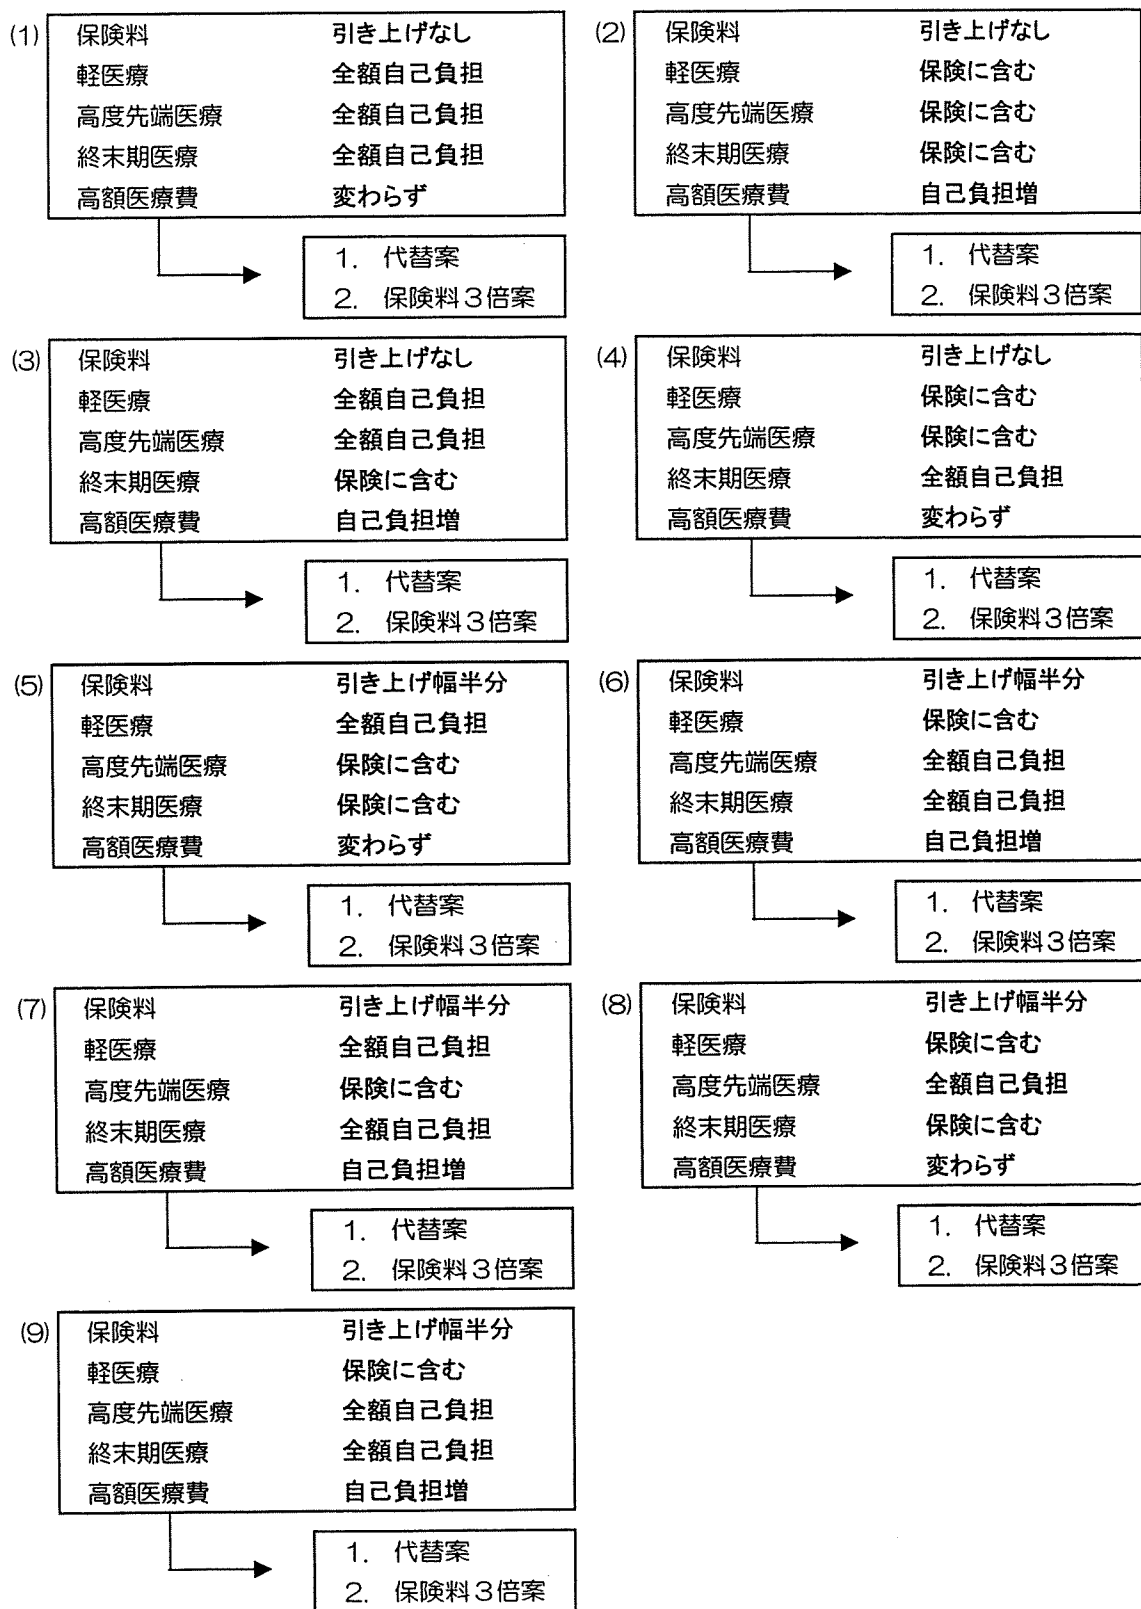 (1)
保険料 引き上げなし
軽医療 全額自己負担
高度先端医療 全額自己負担
終末期医療 全額自己負担
高額医療費 変わらず
1. 代替案
2. 保険料3倍案
(2)
保険料 引き上げなし
軽医療 保険に含む
高度先端医療 保険に含む
終末期医療 保険に含む
高額医療費 自己負担増
1. 代替案
2. 保険料3倍案
(3)
保険料 引き上げなし
軽医療 全額自己負担
高度先端医療 全額自己負担
終末期医療 保険に含む
高額医療費 自己負担増
1. 代替案
2. 保険料3倍案
(4)
保険料 引き上げなし
軽医療 保険に含む
高度先端医療 保険に含む
終末期医療 全額自己負担
高額医療費 変わらず
1. 代替案
2. 保険料3倍案
(5)
保険料 引き上げ幅半分
軽医療 全額自己負担
高度先端医療 保険に含む
終末期医療 保険に含む
高額医療費 変わらず
1. 代替案
2. 保険料3倍案
(6)
保険料 引き上げ幅半分
軽医療 保険に含む
高度先端医療 全額自己負担
終末期医療 全額自己負担
高額医療費 自己負担増
1. 代替案
2. 保険料3倍案
(7)
保険料 引き上げ幅半分
軽医療 全額自己負担
高度先端医療 保険に含む
終末期医療 全額自己負担
高額医療費 自己負担増
1. 代替案
2. 保険料3倍案
(8)
保険料 引き上げ幅半分
軽医療 保険に含む
高度先端医療 全額自己負担
終末期医療 保険に含む
高額医療費 変わらず
1. 代替案
2. 保険料3倍案
(9)
保険料 引き上げ幅半分
軽医療 保険に含む
高度先端医療 全額自己負担
終末期医療 全額自己負担
高額医療費 自己負担増
1. 代替案
2. 保険料3倍案